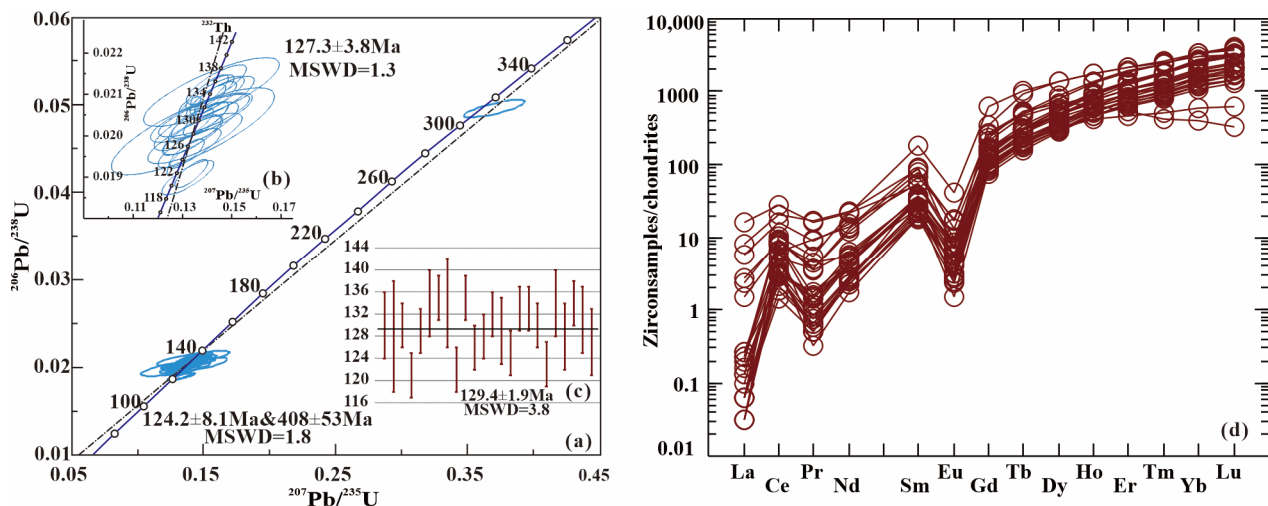 0.06
0.05
0.04
0.03
0.02
0.01
²⁰⁶Pb/²³⁸U
0.05
0.15
0.25
0.35
0.45
²⁰⁷Pb/²³⁵U
100
140
180
220
260
300
340
124.2±8.1Ma&408±53Ma
MSWD=1.8
(a)
²³²Th
142
138
134
130
126
122
118
0.022
0.021
0.020
0.019
²⁰⁶Pb/²³⁸U
127.3±3.8Ma
MSWD=1.3
(b)
²⁰⁷Pb/²³⁵U
0.11
0.13
0.15
0.17
144
140
136
132
128
124
120
116
129.4±1.9Ma
MSWD=3.8
(c)
10,000
1000
100
10
1
0.1
0.01
Zirconsamples/chondrites
(d)
La
Ce
Pr
Nd
Sm
Eu
Gd
Tb
Dy
Ho
Er
Tm
Yb
Lu